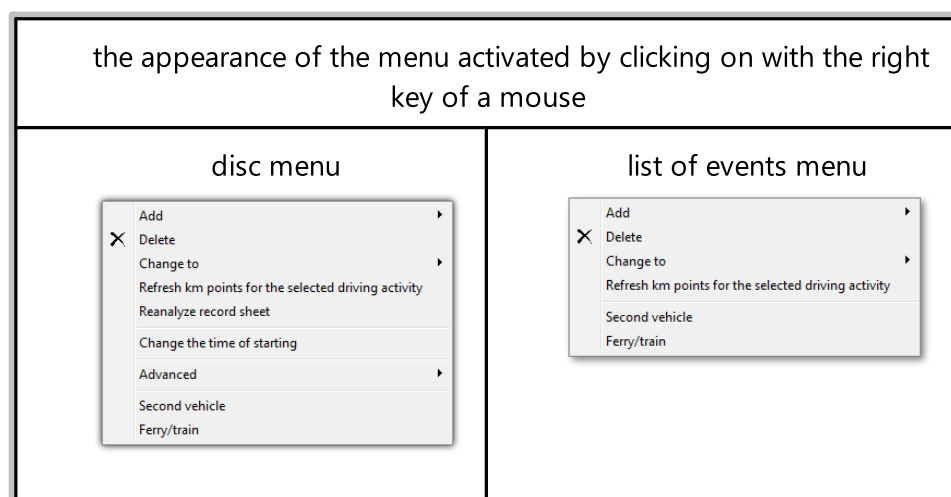 the appearance of the menu activated by clicking on with the right
key of a mouse
disc menu
Add
Delete
Change to
Refresh km points for the selected driving activity
Reanalyze record sheet
Change the time of starting
Advanced
Second vehicle
Ferry/train
list of events menu
Add
Delete
Change to
Refresh km points for the selected driving activity
Second vehicle
Ferry/train